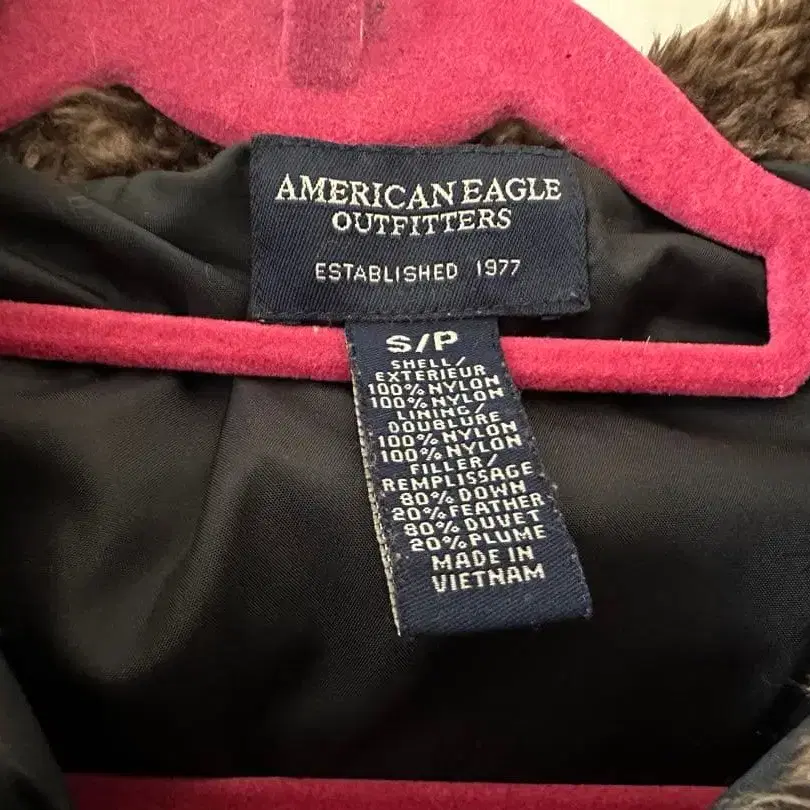 AMERICAN EAGLE
OUTFITTERS
ESTABLISHED 1977
S/P
SHELL/
EXTERIEUR
100% NYLON
100% NYLON
LINING/
DOUBLURE
100% NYLON
100% NYLON
FILLER/
REMPLISSAGE
80% DOWN
20% FEATHER
80% DUVET
20% PLUME
MADE IN
VIETNAM